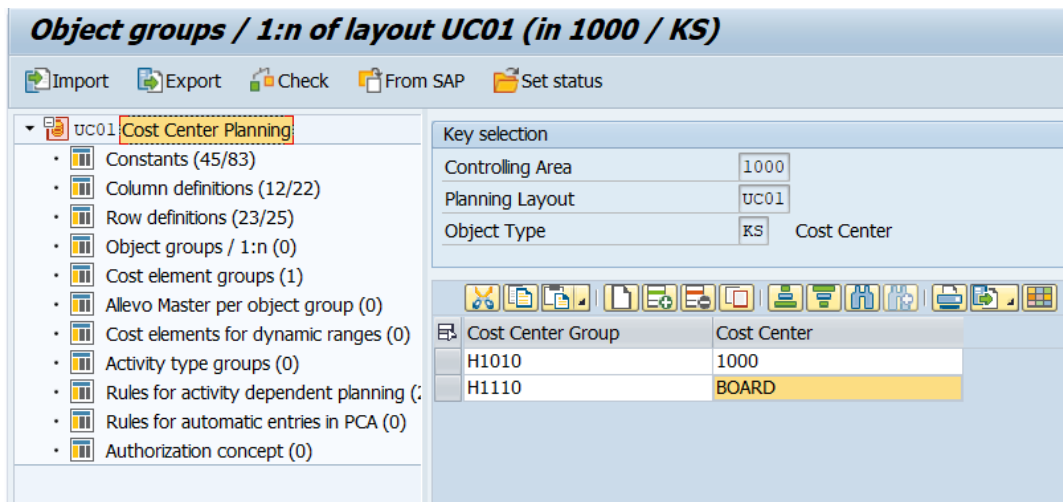 Object groups / 1:n of layout UC01 (in 1000 / KS)
Import Export Check From SAP Set status
UC01 Cost Center Planning
Constants (45/83)
Column definitions (12/22)
Row definitions (23/25)
Object groups / 1:n (0)
Cost element groups (1)
Allevo Master per object group (0)
Cost elements for dynamic ranges (0)
Activity type groups (0)
Rules for activity dependent planning (
Rules for automatic entries in PCA (0)
Authorization concept (0)
Key selection
Controlling Area 1000
Planning Layout UC01
Object Type KS Cost Center
Cost Center Group Cost Center
H1010 1000
H1110 BOARD